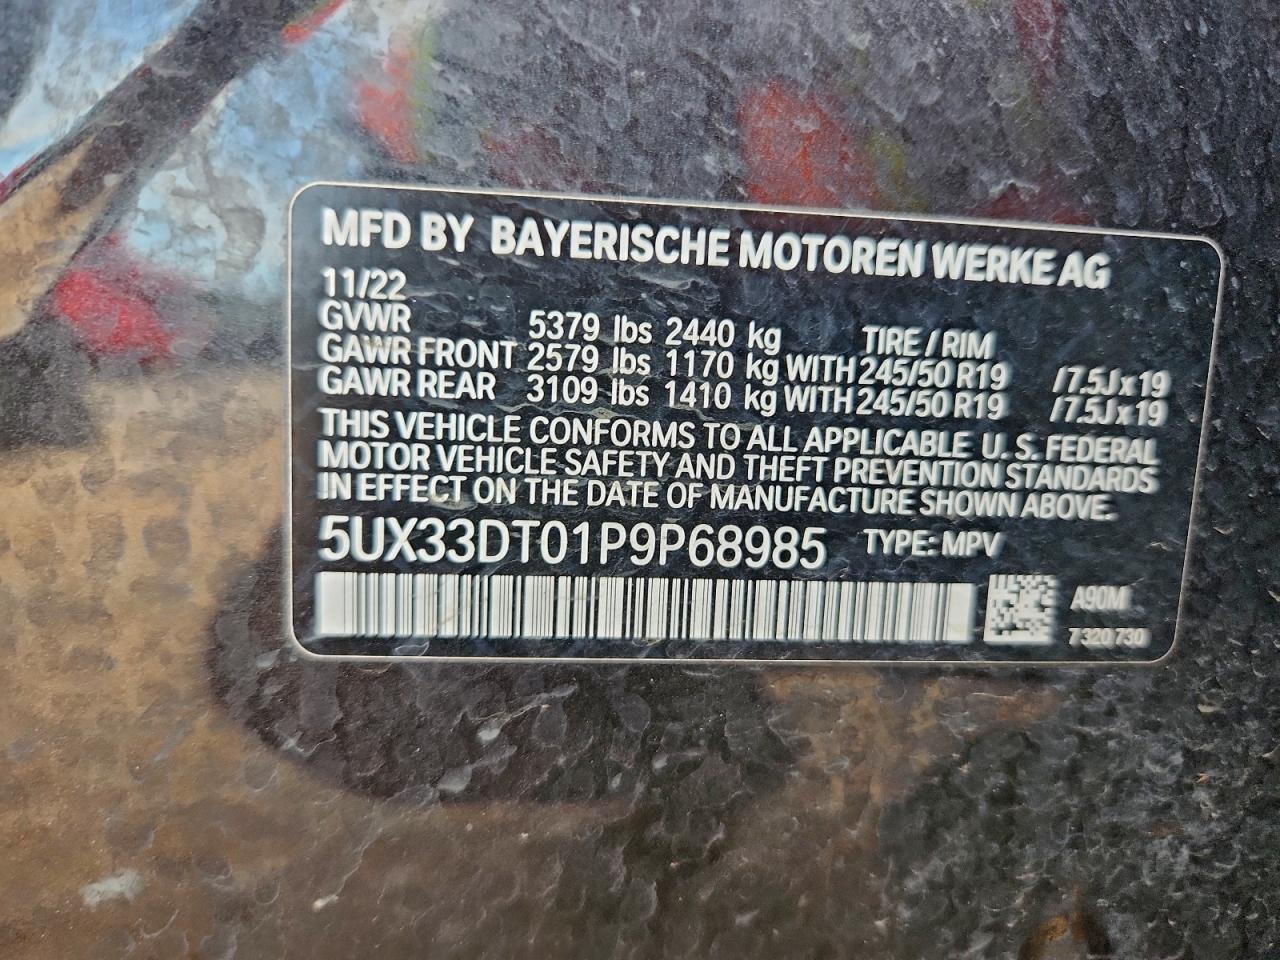 MFD BY BAYERISCHE MOTOREN WERKE AG
11/22
GVWR 5379 lbs 2440 kg TIRE / RIM
GAWR FRONT 2579 lbs 1170 kg WITH 245/50 R19 /7.5Jx19
GAWR REAR 3109 lbs 1410 kg WITH 245/50 R19 /7.5Jx19
THIS VEHICLE CONFORMS TO ALL APPLICABLE U. S. FEDERAL
MOTOR VEHICLE SAFETY AND THEFT PREVENTION STANDARDS
IN EFFECT ON THE DATE OF MANUFACTURE SHOWN ABOVE.
5UX33DT01P9P68985 TYPE: MPV
A90M
7 320 730